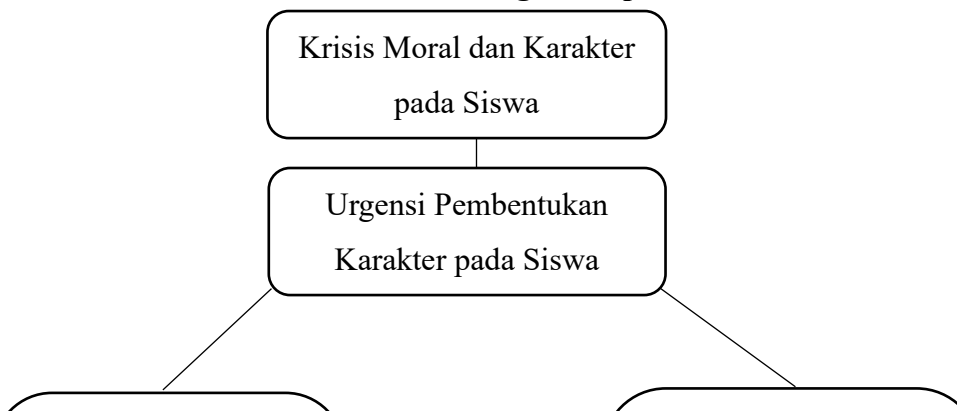 Krisis Moral dan Karakter
pada Siswa
Urgensi Pembentukan
Karakter pada Siswa